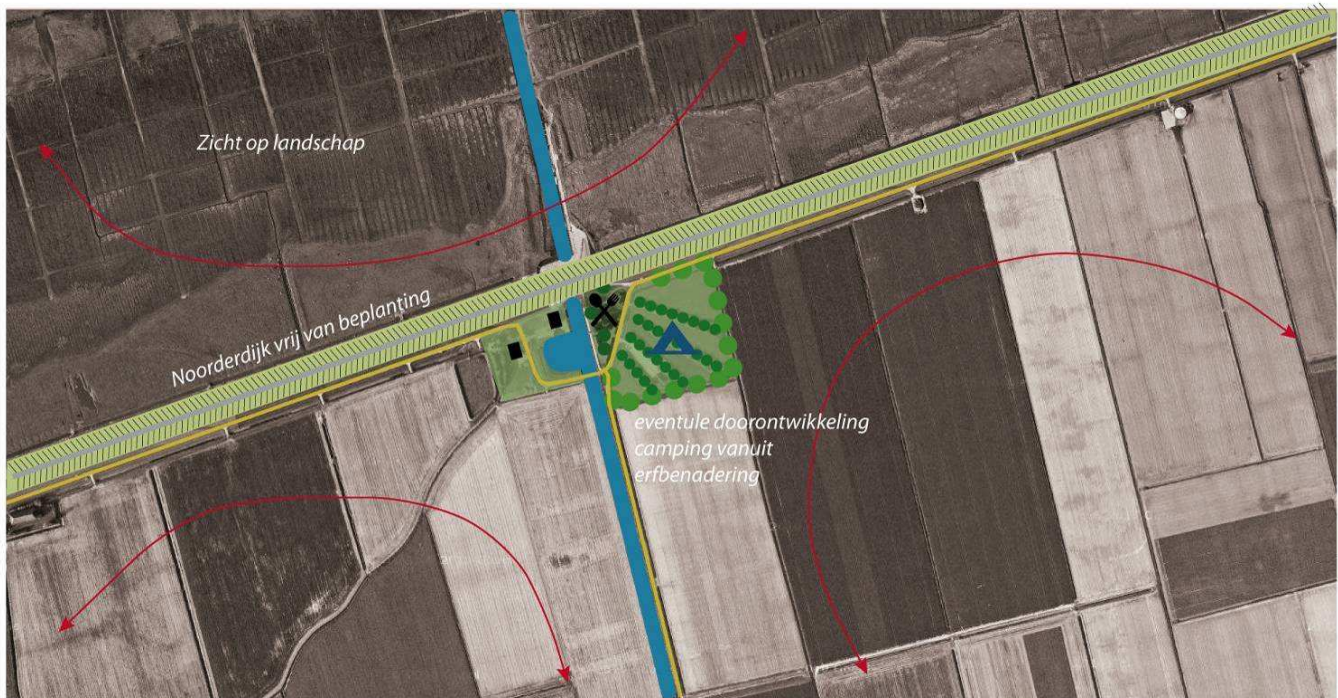 Zicht op landschap
Noorderdijk vrij van beplanting
eventule doorontwikkeling
camping vanuit
erfbenadering